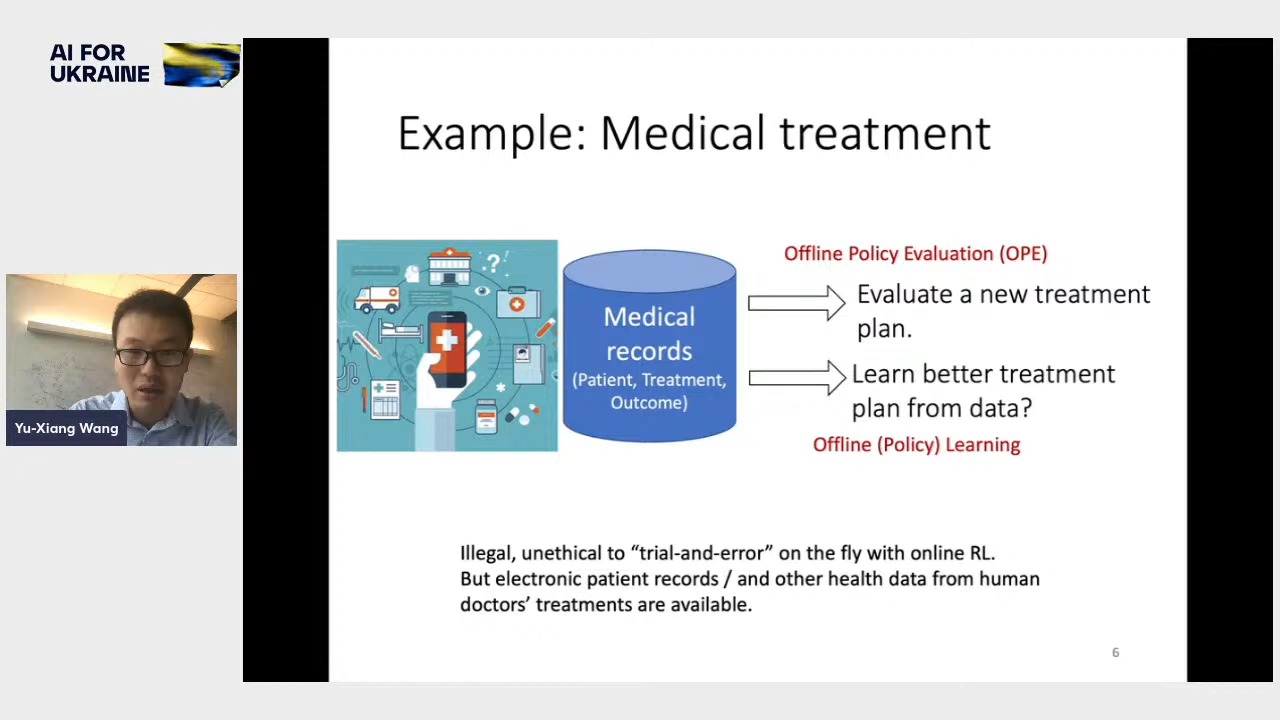 AI FOR
UKRAINE
Example: Medical treatment
Medical
records
(Patient, Treatment,
Outcome)
Offline Policy Evaluation (OPE)
Evaluate a new treatment
plan.
Learn better treatment
plan from data?
Offline (Policy) Learning
Yu-Xiang Wang
Illegal, unethical to “trial-and-error” on the fly with online RL.
But electronic patient records / and other health data from human
doctors’ treatments are available.
6